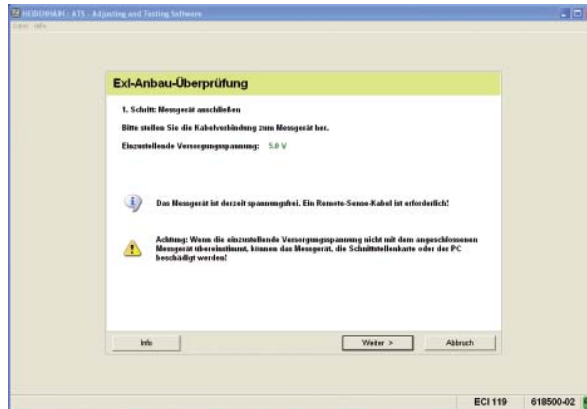 HEIDENHAIN : ATS - Adjusting and Testing Software
Info
ExI-Anbau-Überprüfung
1. Schritt: Messgerät anschließen
Bitte stellen Sie die Kabelverbindung zum Messgerät her.
Einzustellende Versorgungsspannung: 5.0 V
Das Messgerät ist derzeit spannungsfrei. Ein Remote-Sense-Kabel ist erforderlich!
Achtung: Wenn die einzustellende Versorgungsspannung nicht mit dem angeschlossenen
Messgerät übereinstimmt, können das Messgerät, die Schnittstellenkarte oder der PC
beschädigt werden!
Info
Weiter >
Abbruch
ECI 119
618500-02